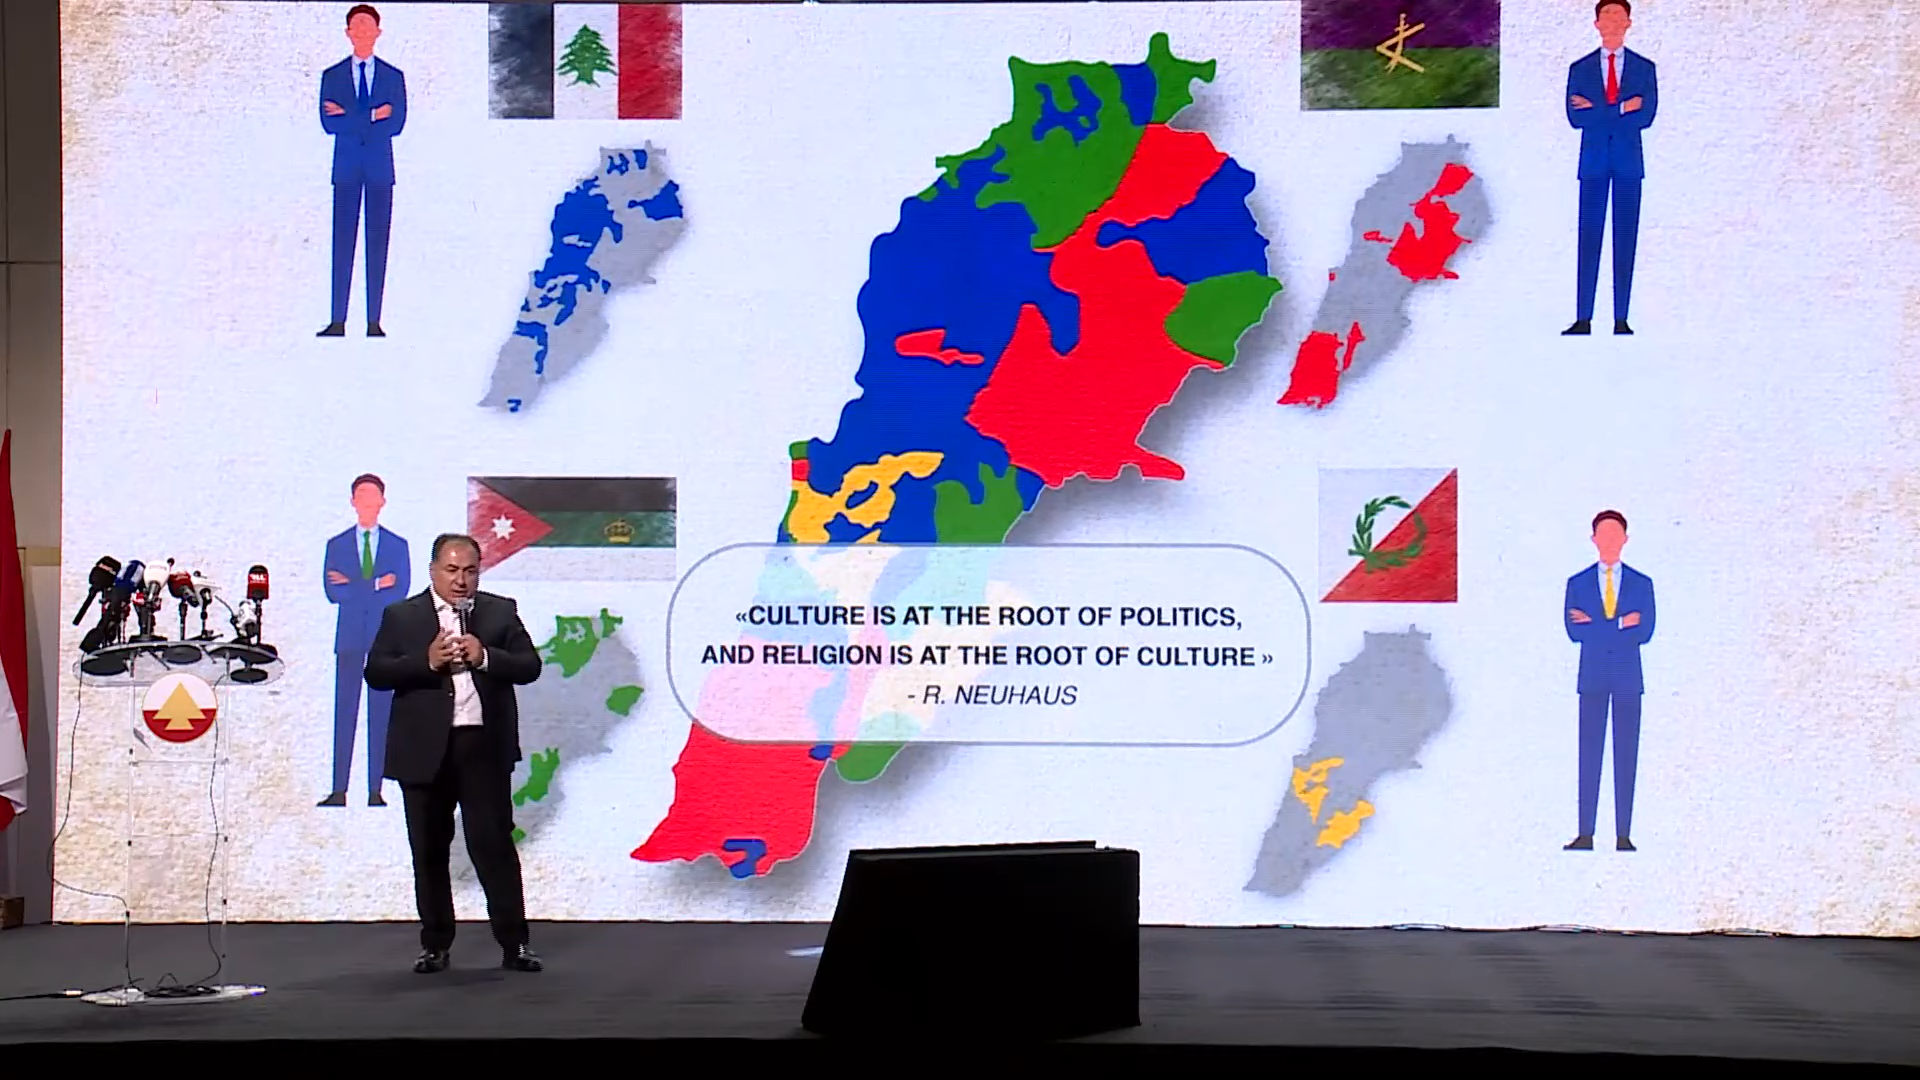 «CULTURE IS AT THE ROOT OF POLITICS,
AND RELIGION IS AT THE ROOT OF CULTURE »
- R. NEUHAUS